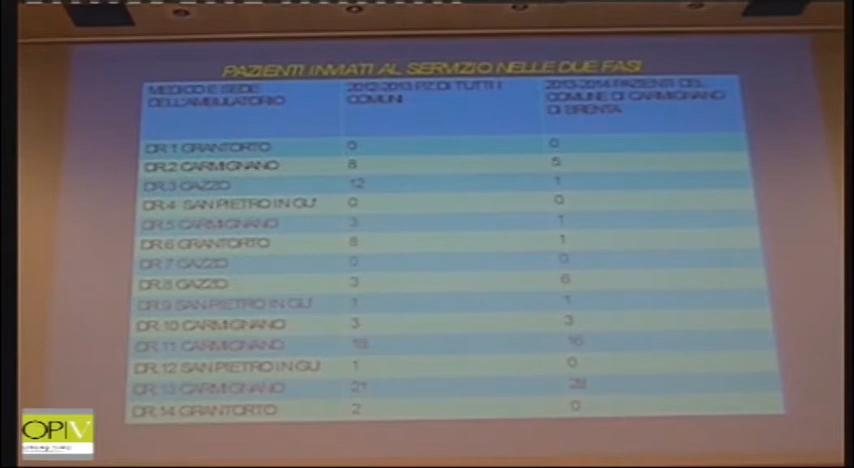 PAZIENTI INVIATI AL SERVIZIO NELLE DUE FASI
MEDICO E SEDE DELL'AMBULATORIO 2012-2013 PZ DI TUTTI I COMUNI 2013-2014 PAZIENTI DEL COMUNE DI CARMIGNANO DI BRENTA
DR.1 GRANTORTO 0 0
DR.2 CARMIGNANO 8 5
DR.3 GAZZO 12 1
DR.4 SAN PIETRO IN GU' 0 0
DR.5 CARMIGNANO 3 1
DR.6 GRANTORTO 8 1
DR.7 GAZZO 0 0
DR.8 GAZZO 3 6
DR.9 SAN PIETRO IN GU' 1 1
DR.10 CARMIGNANO 3 3
DR.11 CARMIGNANO 16
DR.12 SAN PIETRO IN GU' 1 0
DR.13 CARMIGNANO 21
DR.14 GRANTORTO 2 0
OPIV